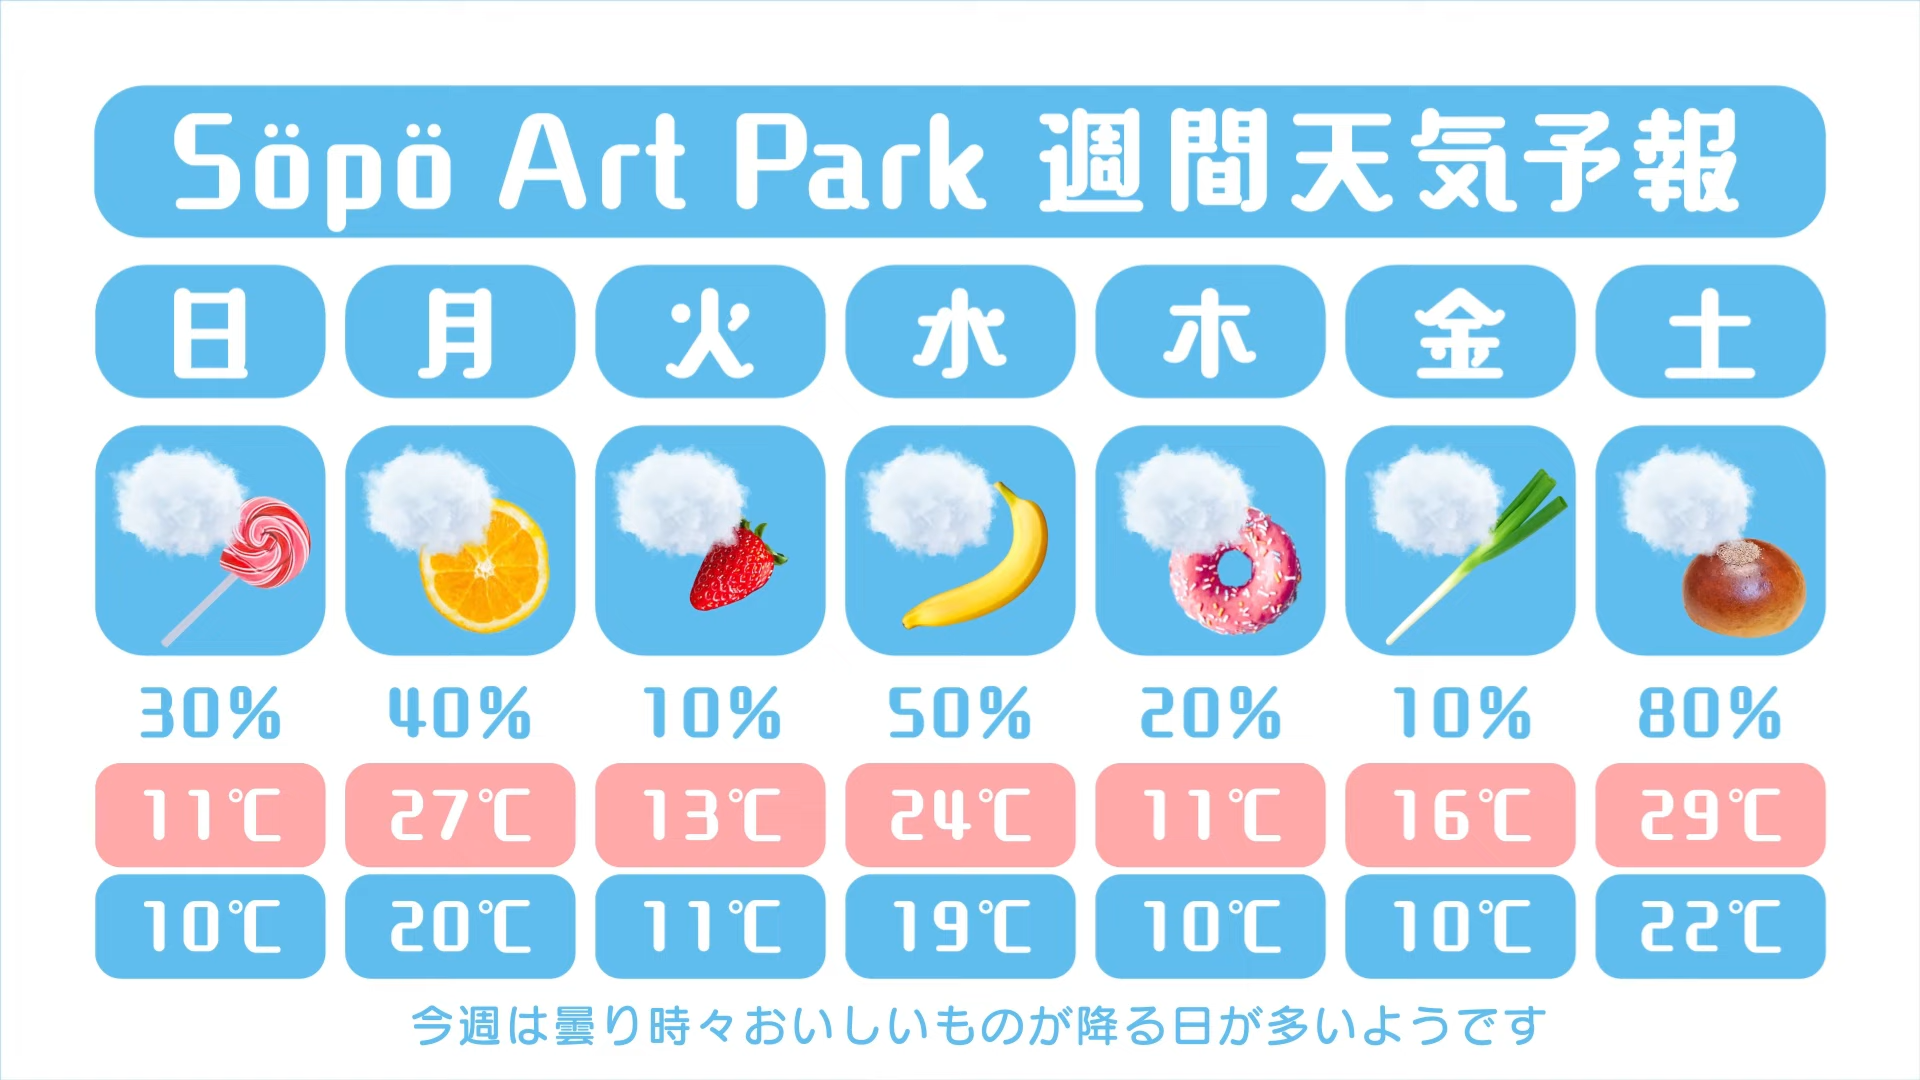 Söpö Art Park 週間天気予報
日 月 火 水 木 金 土
30% 40% 10% 50% 20% 10% 80%
11℃ 27℃ 13℃ 24℃ 11℃ 16℃ 29℃
10℃ 20℃ 11℃ 19℃ 10℃ 10℃ 22℃
今週は曇り時々おいしいものが降る日が多いようです